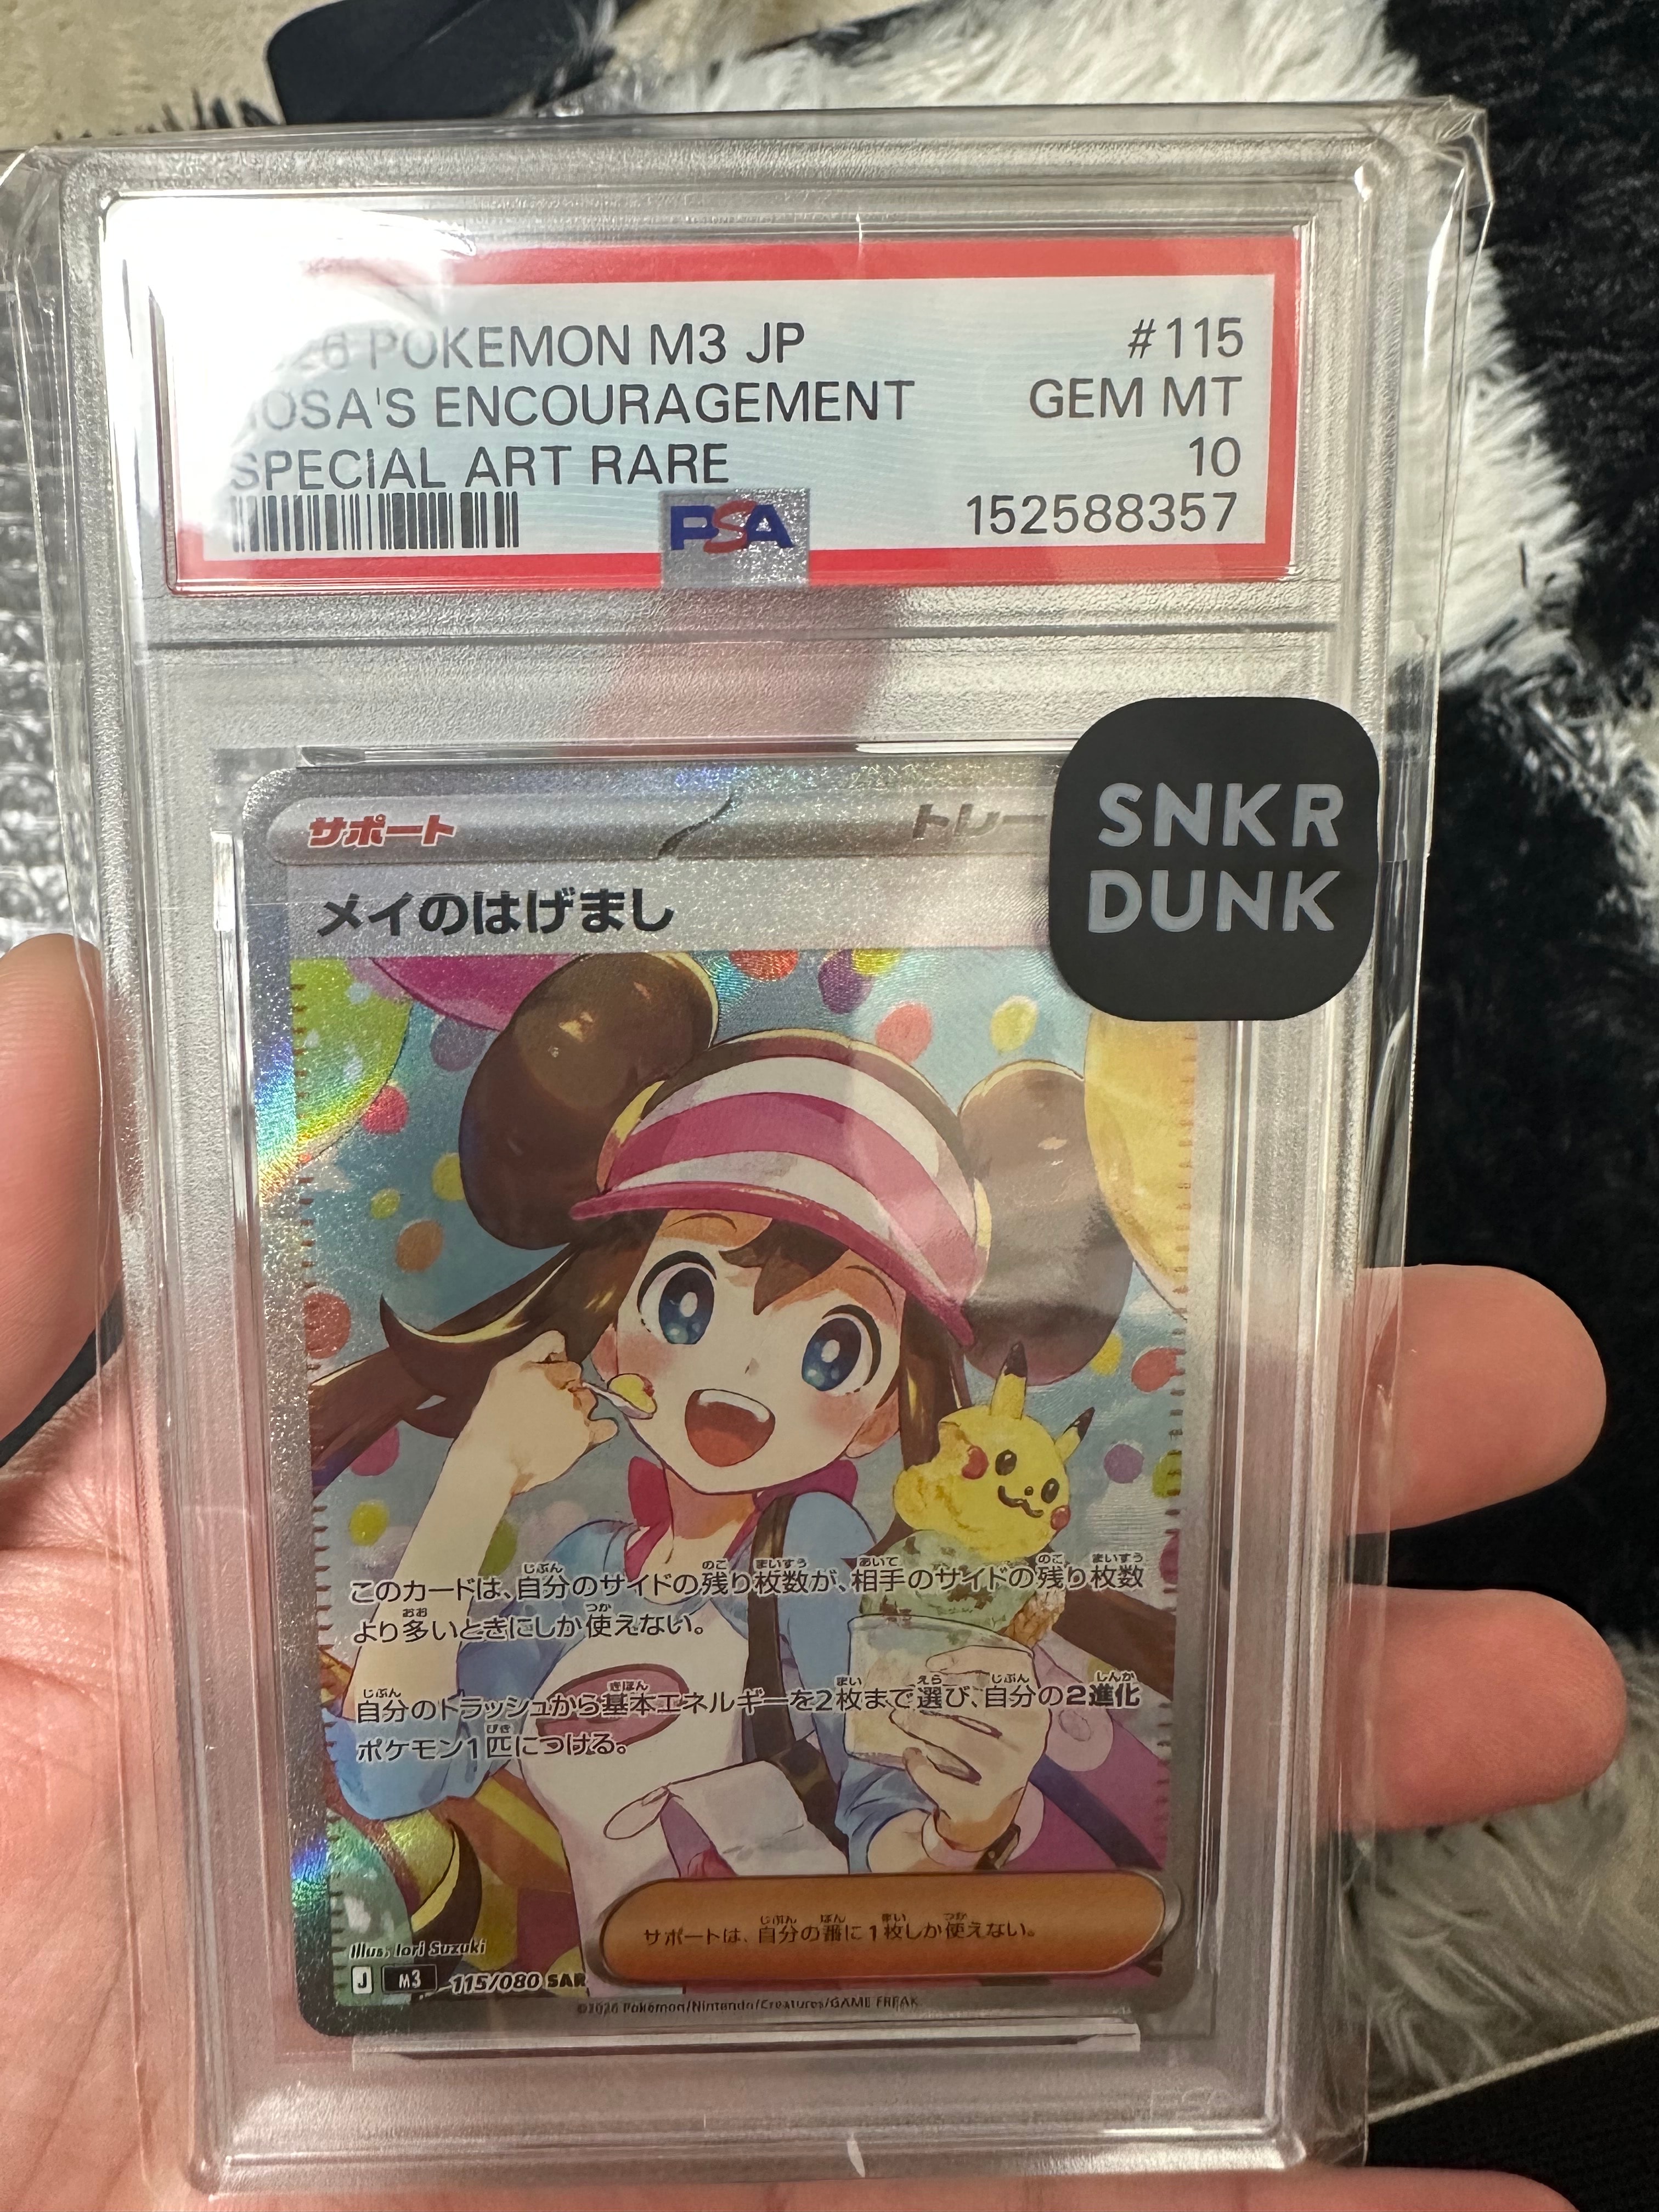 POKEMON M3 JP #115
ENCOURAGEMENT GEM MT
SPECIAL ART RARE 10
PSA 152588357
SNKR
DUNK
サポート トレー
メイのはげまし
このカードは、自分のサイドの残り枚数が、相手のサイドの残り枚数
より多いときにしか使えない。
自分のトラッシュから基本エネルギーを2枚まで選び、自分の2進化
ポケモン1匹につける。
サポートは、自分の番に1枚しか使えない。
Illus. Iori Suzuki
J M3 115/080 SAR
©2026 Pokémon/Nintendo/Creatures/GAME FREAK